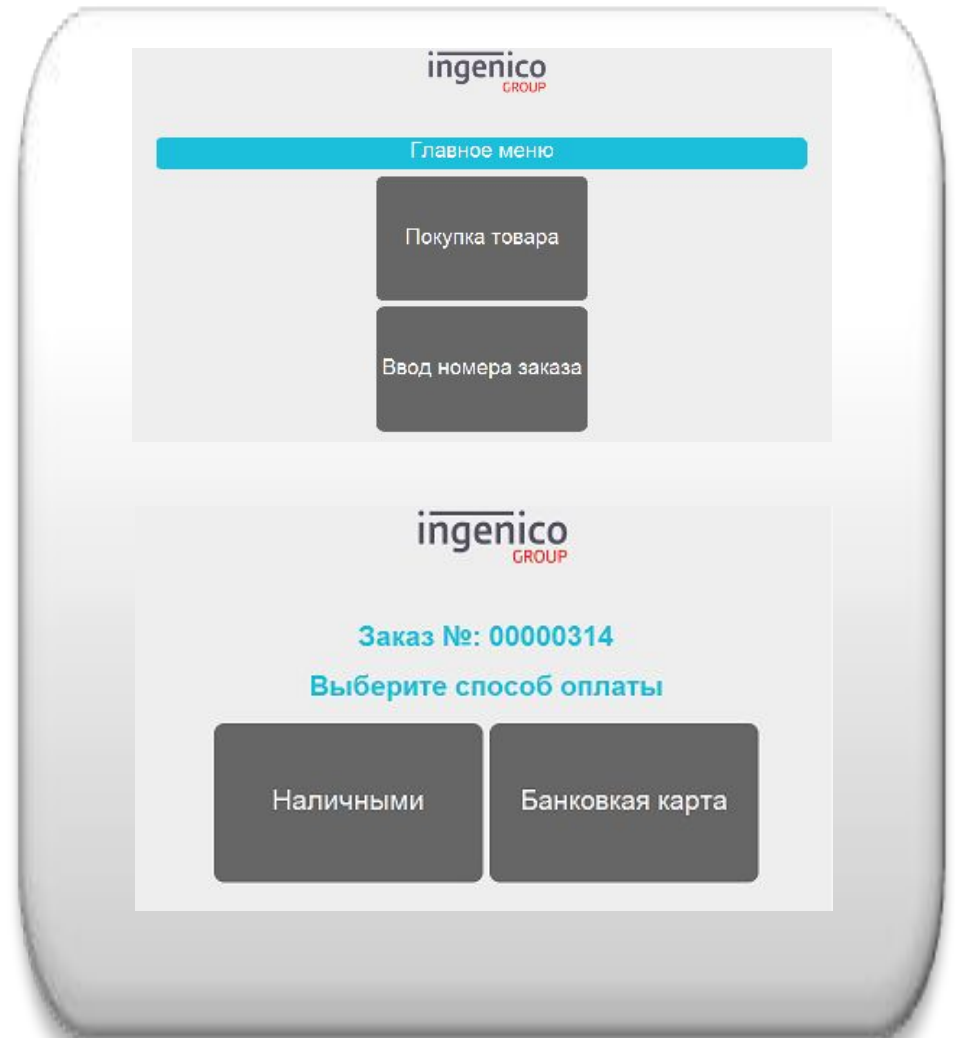 ingenico
GROUP
Главное меню
Покупка товара
Ввод номера заказа
ingenico
GROUP
Заказ №: 00000314
Выберите способ оплаты
Наличными
Банковкая карта